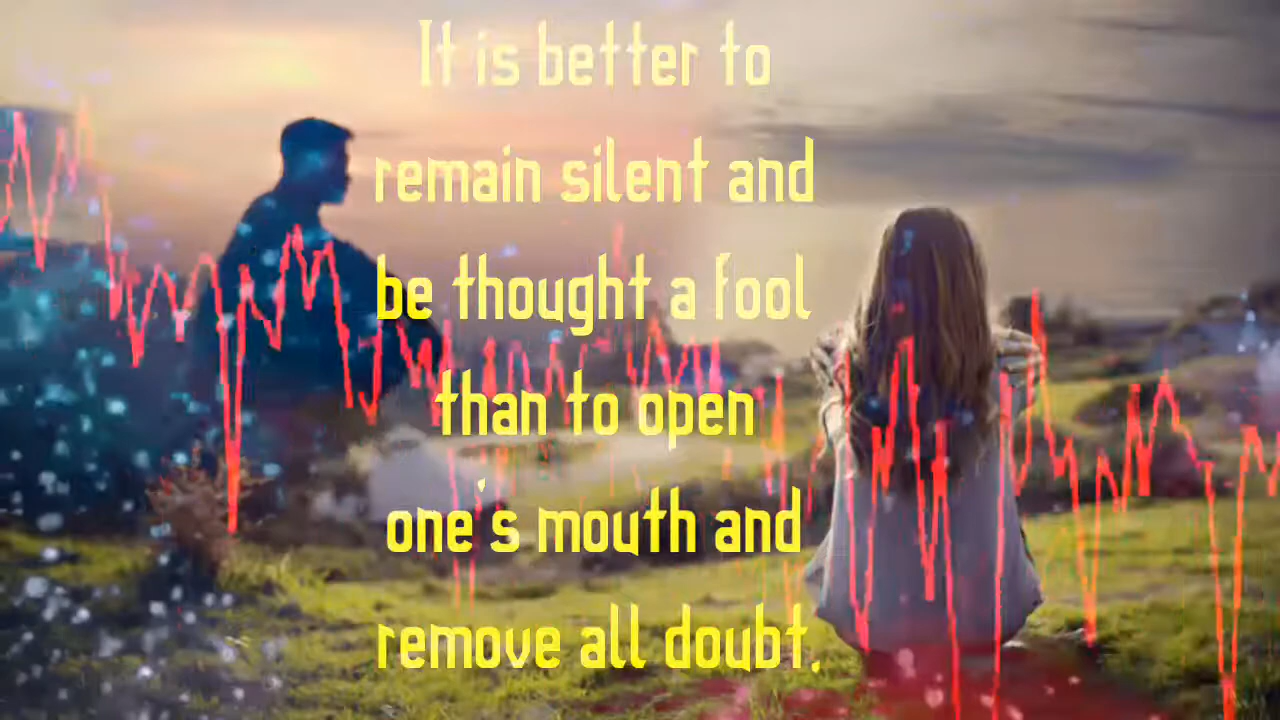 It is better to
remain silent and
be thought a fool
than to open
one's mouth and
remove all doubt.